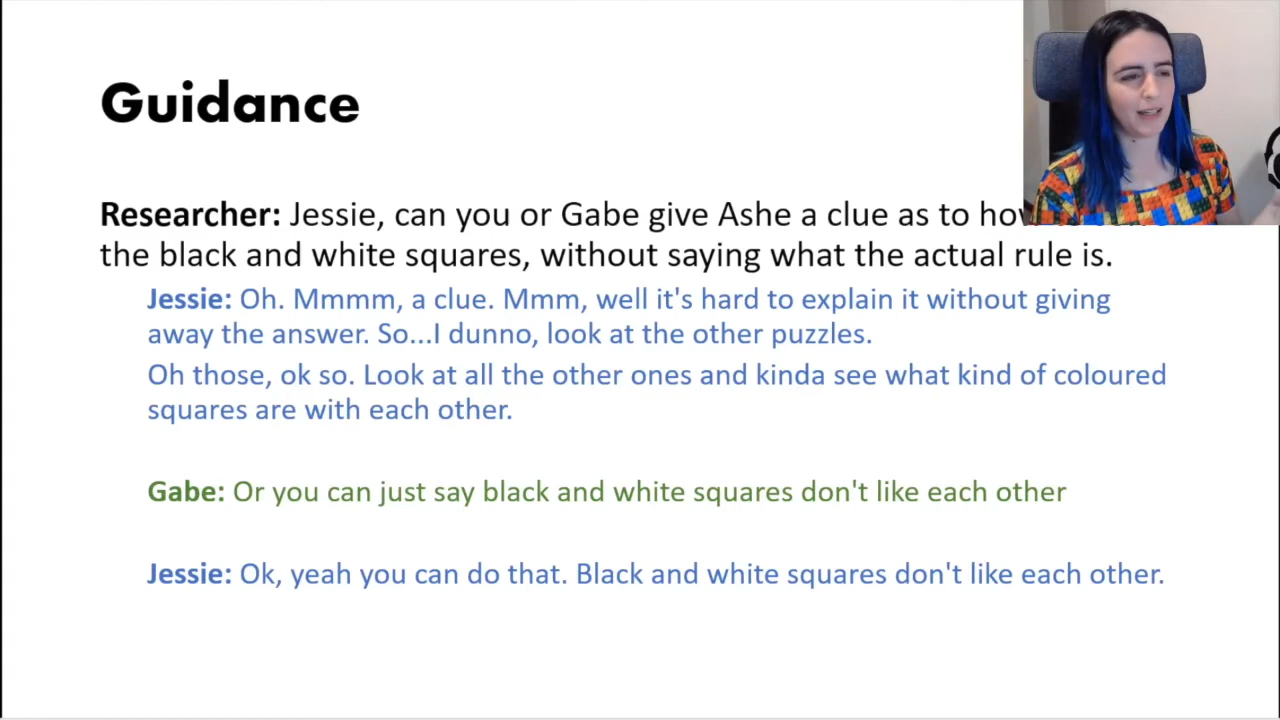 Guidance
Researcher: Jessie, can you or Gabe give Ashe a clue as to
the black and white squares, without saying what the actual rule is.
Jessie: Oh. Mmmm, a clue. Mmm, well it's hard to explain it without giving
away the answer. So...I dunno, look at the other puzzles.
Oh those, ok so. Look at all the other ones and kinda see what kind of coloured
squares are with each other.
Gabe: Or you can just say black and white squares don't like each other
Jessie: Ok, yeah you can do that. Black and white squares don't like each other.